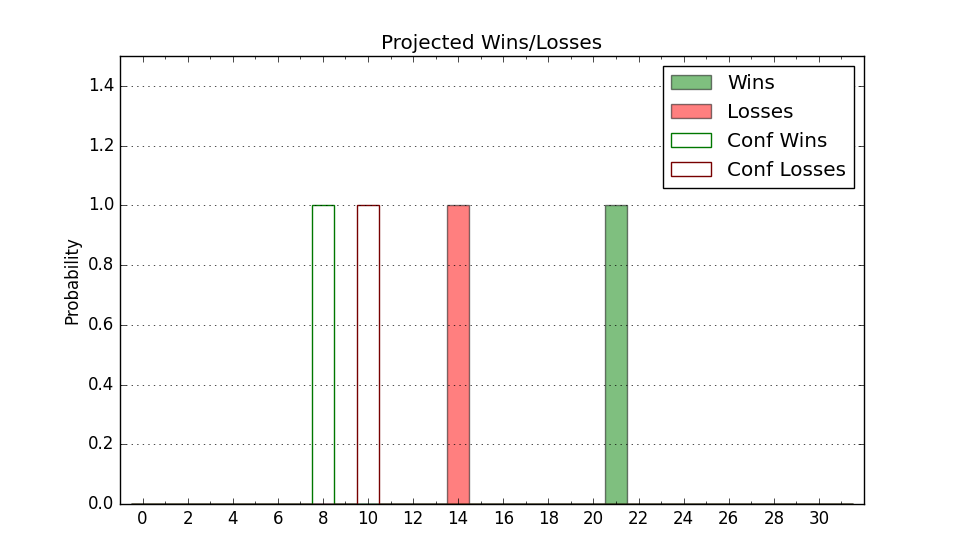 Projected Wins/Losses
Wins
Losses
Conf Wins
Conf Losses
Probability
1.4
1.2
1.0
0.8
0.6
0.4
0.2
0.0
0 2 4 6 8 10 12 14 16 18 20 22 24 26 28 30